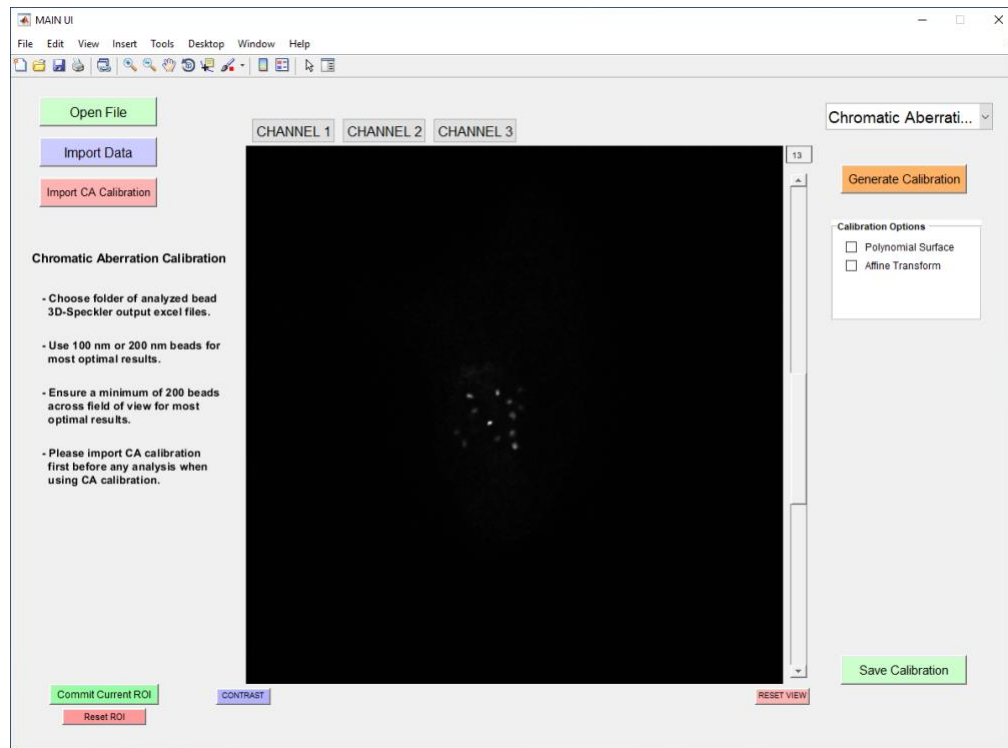 MAIN UI
File Edit View Insert Tools Desktop Window Help
Open File
Import Data
Import CA Calibration
Chromatic Aberration Calibration
- Choose folder of analyzed bead
3D-Speckler output excel files.
- Use 100 nm or 200 nm beads for
most optimal results.
- Ensure a minimum of 200 beads
across field of view for most
optimal results.
- Please import CA calibration
first before any analysis when
using CA calibration.
Commit Current ROI
Reset ROI
CHANNEL 1 CHANNEL 2 CHANNEL 3
13
CONTRAST
RESET VIEW
Chromatic Aberrati...
Generate Calibration
Calibration Options
Polynomial Surface
Affine Transform
Save Calibration